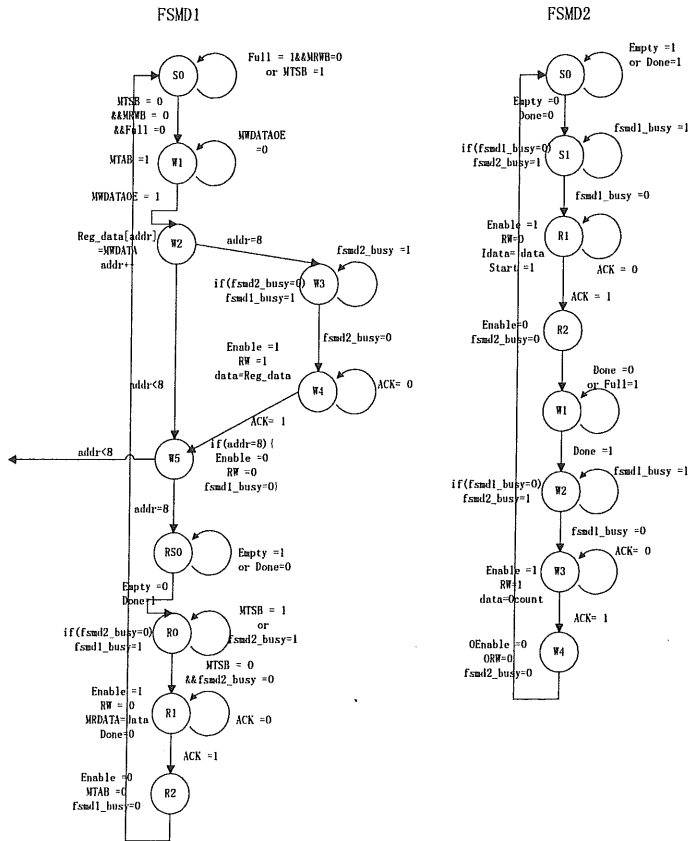 FSMD1
S0
Full = 1&&MRWB=0
or MTSB =1
MTSB = 0
&&MRWB = 0
&&Full =0
W1
MTAB =1
MWDATAOE
=0
MWDATAOE = 1
W2
Reg_data[addr]
=MWDATA
addr=8
W3
fsmd2_busy =1
if(fsmd2_busy=0)
fsmd1_busy=1
fsmd2_busy=0
W4
Enable =1
RW =1
data=Reg_data
ACK= 0
addr<8
ACK= 1
W5
if(addr=8) {
Enable =0
RW =0
fsmd1_busy=0}
addr<8
addr=8
RS0
Empty =1
or Done=0
Empty =0
R0
if(fsmd2_busy=0)
fsmd1_busy=1
MTSB = 1
or
fsmd2_busy=1
MTSB = 0
&&fsmd2_busy =0
R1
Enable =1
RW = 0
MRDATA=data
Done=0
ACK =0
ACK =1
R2
Enable =0
MTAB =0
fsmd1_busy=0
FSMD2
S0
Empty =1
or Done=1
Empty =0
Done=0
S1
fsmd1_busy =1
if(fsmd1_busy=0)
fsmd2_busy=1
fsmd1_busy =0
R1
Enable =1
RW=0
Idata= data
Start =1
ACK = 0
ACK = 1
R2
Enable=0
fsmd2_busy=0
W1
Done =0
or Full=1
Done =1
W2
if(fsmd1_busy=0)
fsmd2_busy=1
fsmd1_busy =1
fsmd1_busy =0
W3
Enable =1
RW=1
data=Ocount
ACK= 0
ACK= 1
W4
OEnable =0
ORW=0
fsmd2_busy=0